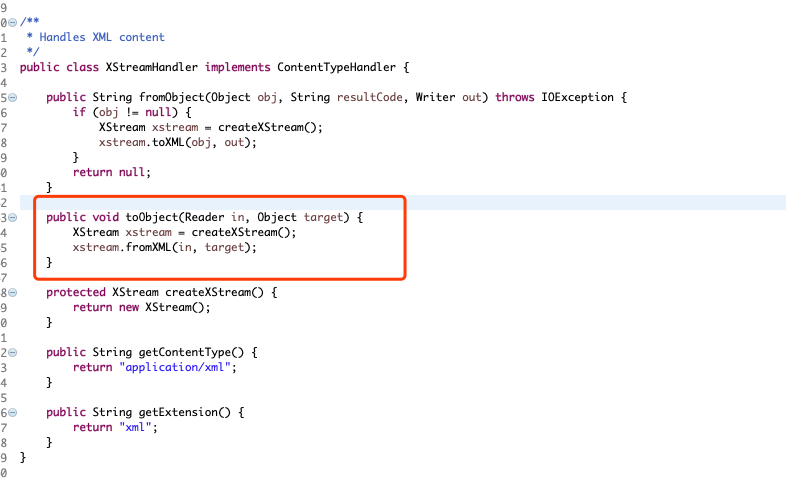 9
0 /**
1 * Handles XML content
2 */
3 public class XStreamHandler implements ContentTypeHandler {
4
5 public String fromObject(Object obj, String resultCode, Writer out) throws IOException {
6 if (obj != null) {
7 XStream xstream = createXStream();
8 xstream.toXML(obj, out);
9 }
0 return null;
1 }
2
3 public void toObject(Reader in, Object target) {
4 XStream xstream = createXStream();
5 xstream.fromXML(in, target);
6 }
7
8 protected XStream createXStream() {
9 return new XStream();
0 }
1
2 public String getContentType() {
3 return "application/xml";
4 }
5
6 public String getExtension() {
7 return "xml";
8 }
9 }
0